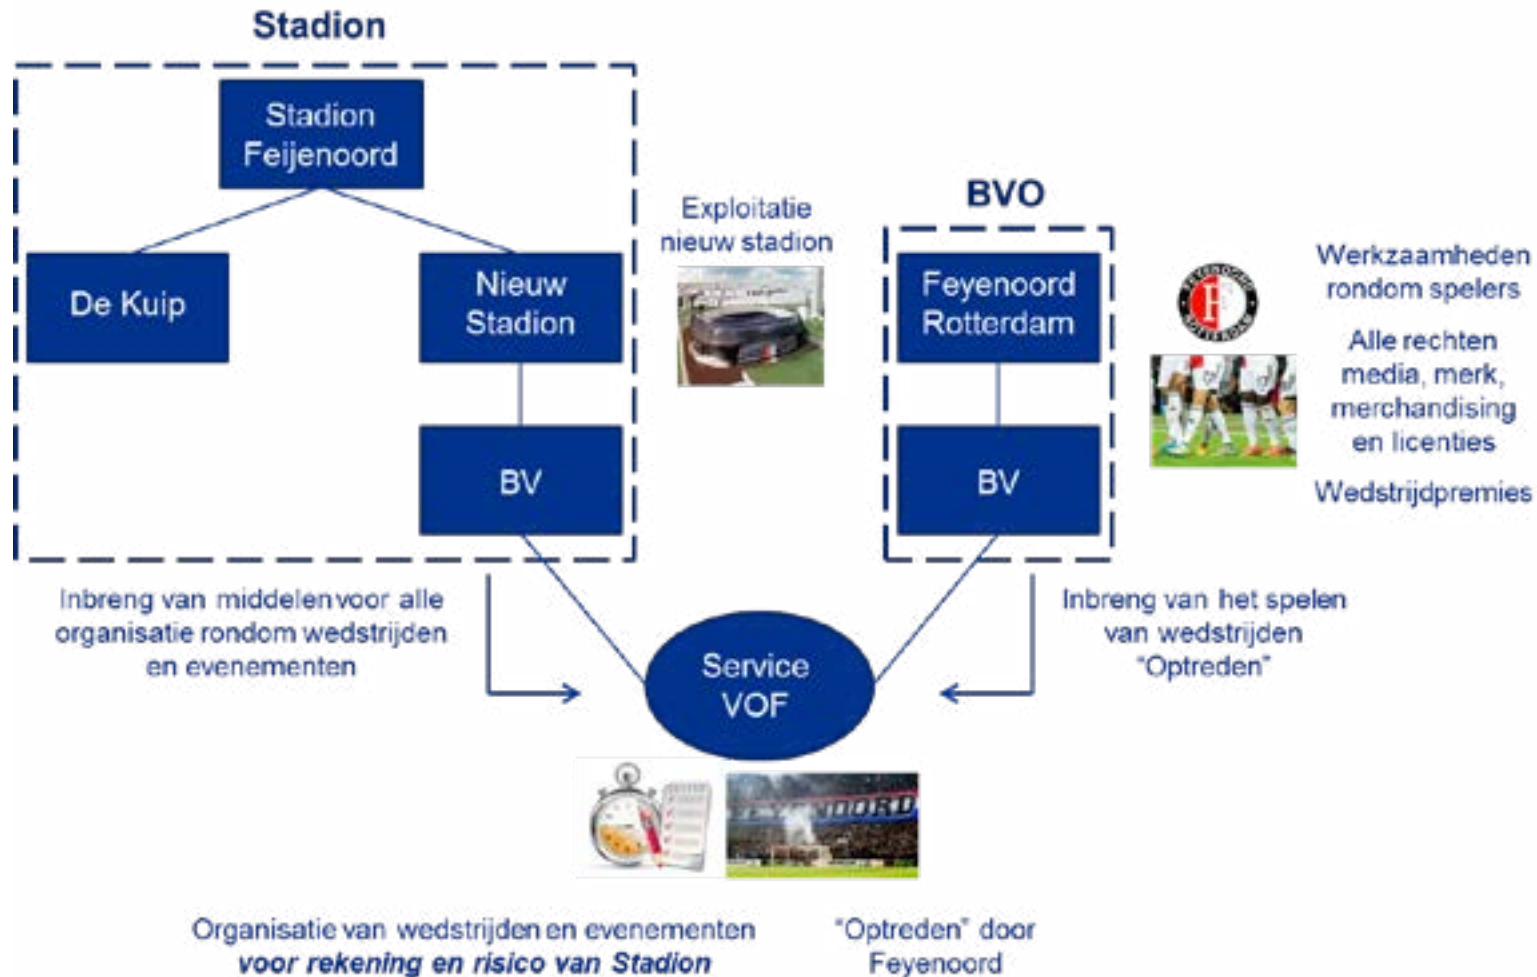 Stadion
Stadion
Feijenoord
De Kuip
Nieuw
Stadion
BV
Exploitatie
nieuw stadion
BVO
Feyenoord
Rotterdam
BV
FEYENOORD
ROTTERDAM
Werkzaamheden
rondom spelers
Alle rechten
media, merk,
merchandising
en licenties
Wedstrijdpremies
Inbreng van middelen voor alle
organisatie rondom wedstrijden
en evenementen
Inbreng van het spelen
van wedstrijden
“Optreden”
Service
VOF
NOORD
Organisatie van wedstrijden en evenementen
voor rekening en risico van Stadion
“Optreden” door
Feyenoord